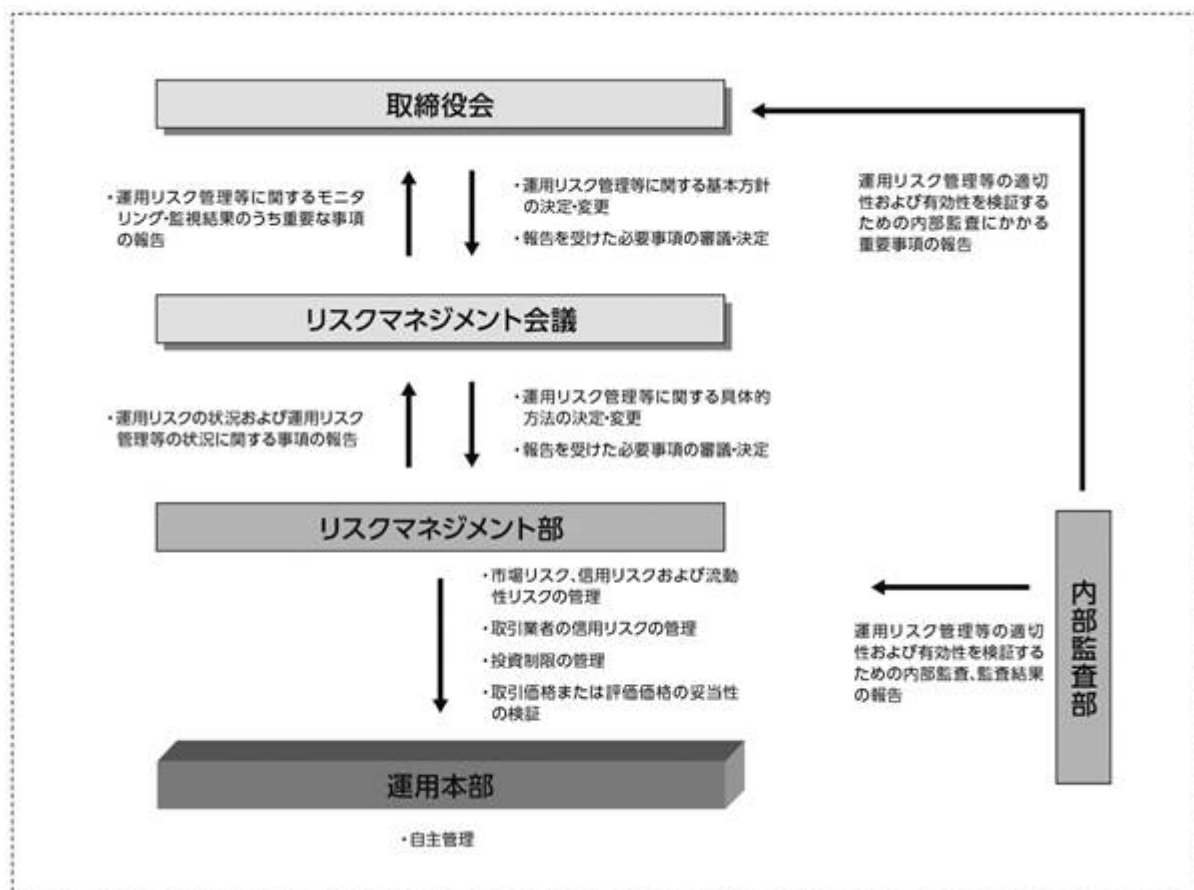 取締役会
・運用リスク管理等に関するモニタ
リング・監視結果のうち重要な事項
の報告
・運用リスク管理等に関する基本方針
の決定・変更
・報告を受けた必要事項の審議・決定
運用リスク管理等の適切
性および有効性を検証する
ための内部監査にかかる
重要事項の報告
リスクマネジメント会議
・運用リスクの状況および運用リスク
管理等の状況に関する事項の報告
・運用リスク管理等に関する具体的
方法の決定・変更
・報告を受けた必要事項の審議・決定
リスクマネジメント部
・市場リスク、信用リスクおよび流動
性リスクの管理
・取引業者の信用リスクの管理
・投資制限の管理
・取引価格または評価価格の妥当性
の検証
運用リスク管理等の適切
性および有効性を検証する
ための内部監査、監査結果
の報告
内部監査部
運用本部
・自主管理